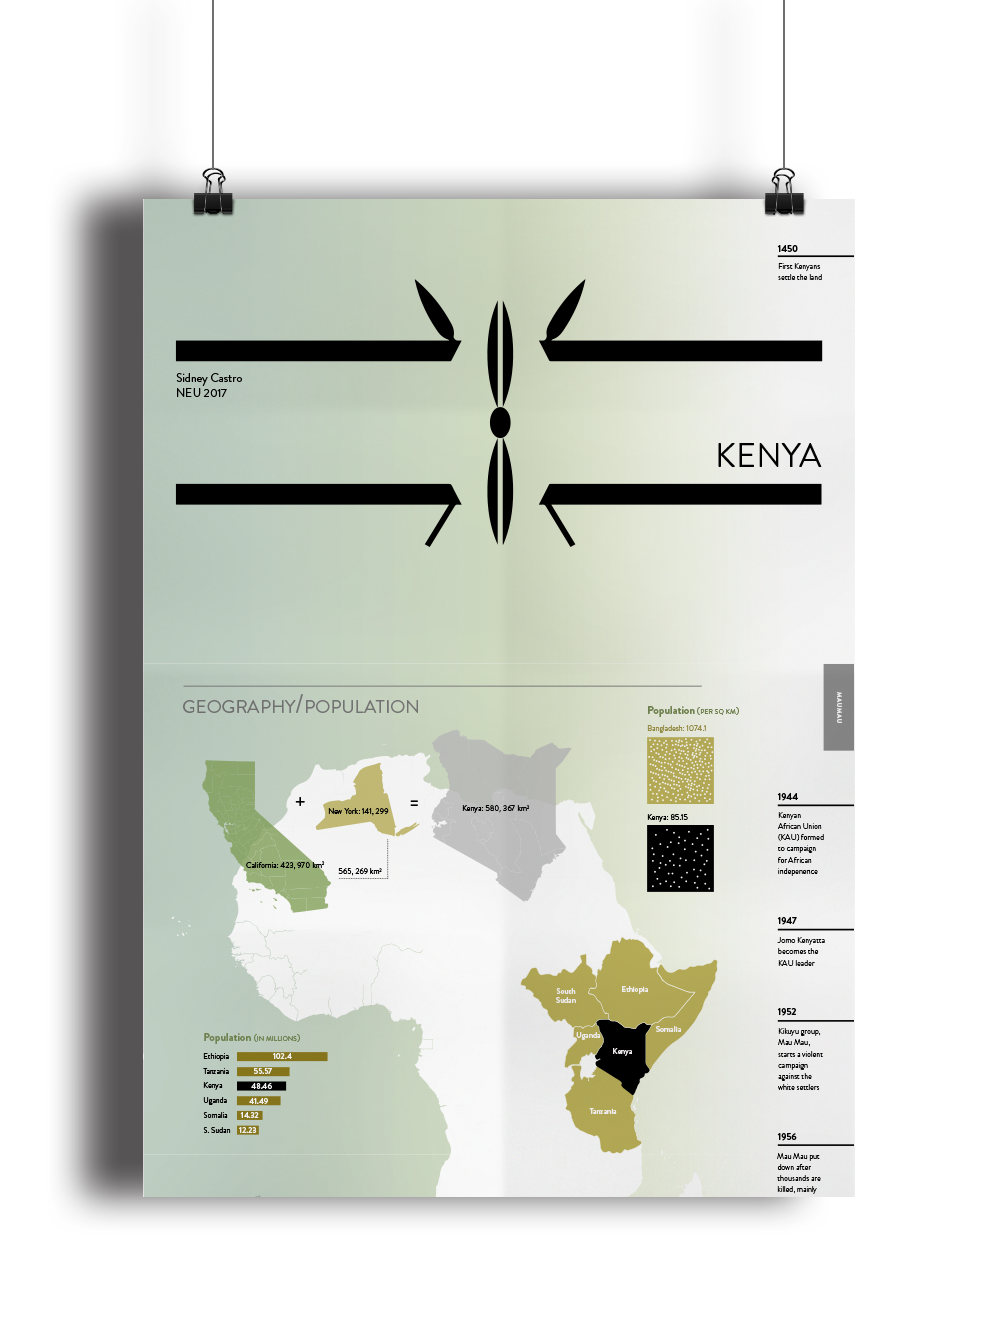 1450
First Kenyans
settle the land
Sidney Castro
NEU 2017
KENYA
GEOGRAPHY/POPULATION
Population (PER SQ KM)
Bangladesh: 1074.1
Kenya: 85.15
+
=
New York: 141, 299
Kenya: 580, 367 km²
California: 423, 970 km²
565, 269 km²
South
Sudan
Ethiopia
Uganda
Somalia
Kenya
Tanzania
Population (IN MILLIONS)
Ethiopia 102.4
Tanzania 55.57
Kenya 48.46
Uganda 41.49
Somalia 14.32
S. Sudan 12.23
MAUMAU
1944
Kenyan
African Union
(KAU) formed
to campaign
for African
indepenence
1947
Jomo Kenyatta
becomes the
KAU leader
1952
Kikuyu group,
Mau Mau,
starts a violent
campaign
against the
white settlers
1956
Mau Mau put
down after
thousands are
killed, mainly